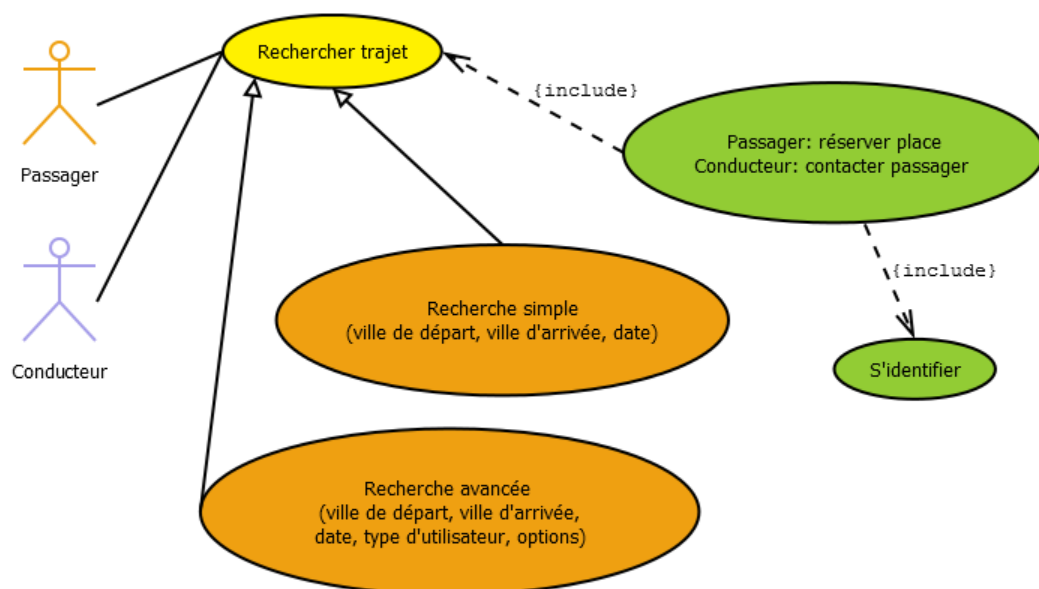 Rechercher trajet
{include}
Passager: réserver place
Conducteur: contacter passager
Passager
{include}
Recherche simple
(ville de départ, ville d'arrivée, date)
Conducteur
S'identifier
Recherche avancée
(ville de départ, ville d'arrivée,
date, type d'utilisateur, options)